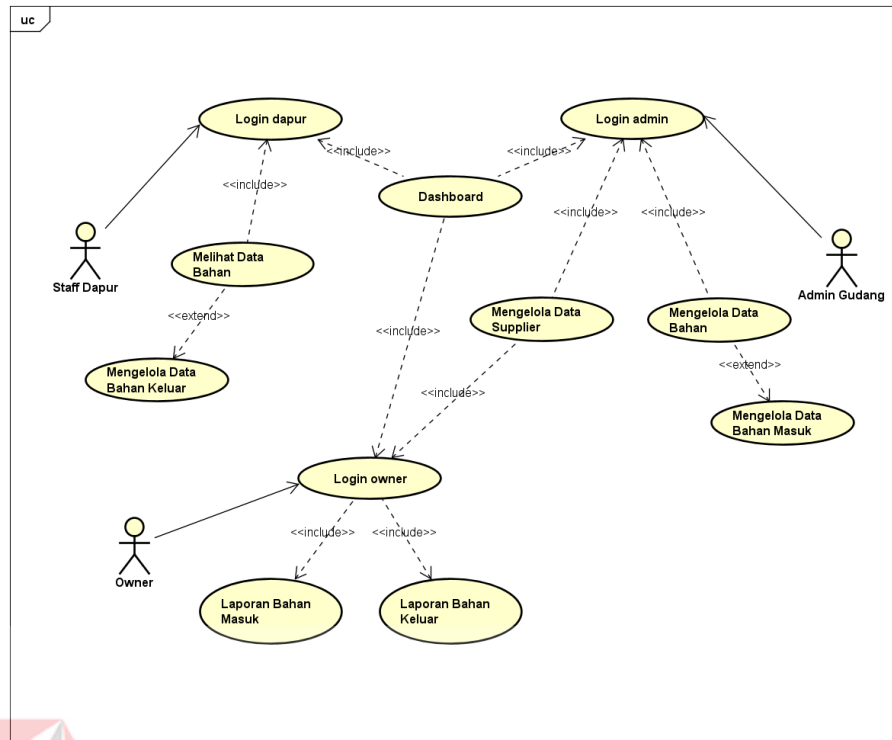 uc
Login dapur
Login admin
<<include>>
<<include>>
<<include>>
Dashboard
<<include>>
<<include>>
Staff Dapur
Melihat Data
Bahan
Admin Gudang
<<extend>>
Mengelola Data
Supplier
Mengelola Data
Bahan
<<include>>
Mengelola Data
Bahan Keluar
<<extend>>
<<include>>
Mengelola Data
Bahan Masuk
Login owner
<<include>>
<<include>>
Owner
Laporan Bahan
Masuk
Laporan Bahan
Keluar